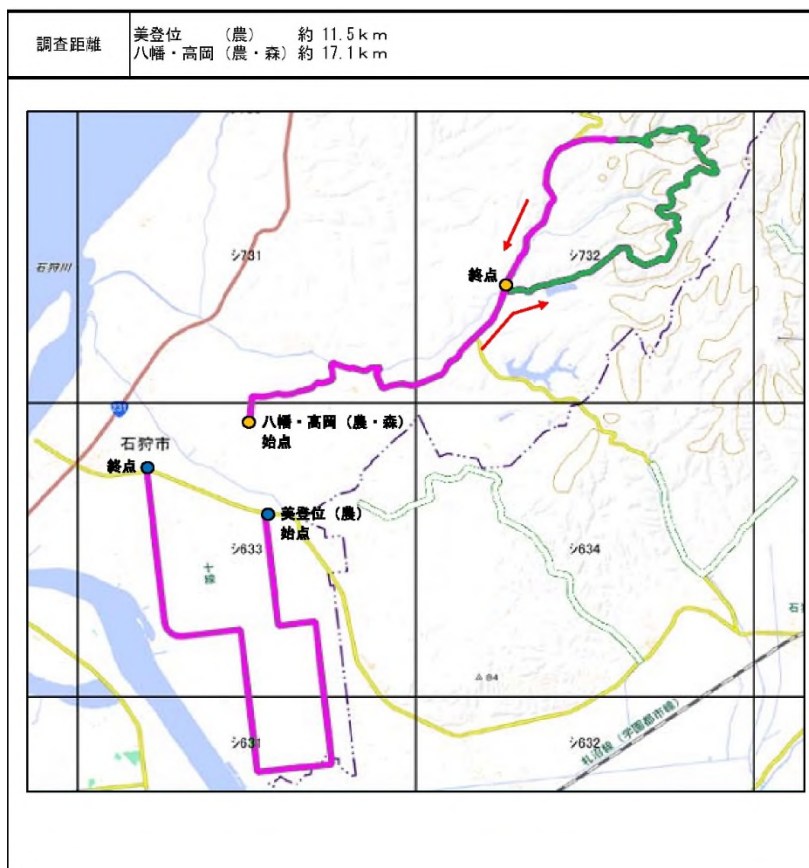 調査距離
美登位　　（農）　　約 11.5ｋｍ
八幡・高岡（農・森）約 17.1ｋｍ
石狩川
シ731
シ732
終点
231
八幡・高岡（農・森）
始点
石狩市
終点
美登位（農）
始点
シ633
シ634
十線
石
△84
シ631
シ632
札沼線（学園都市線）